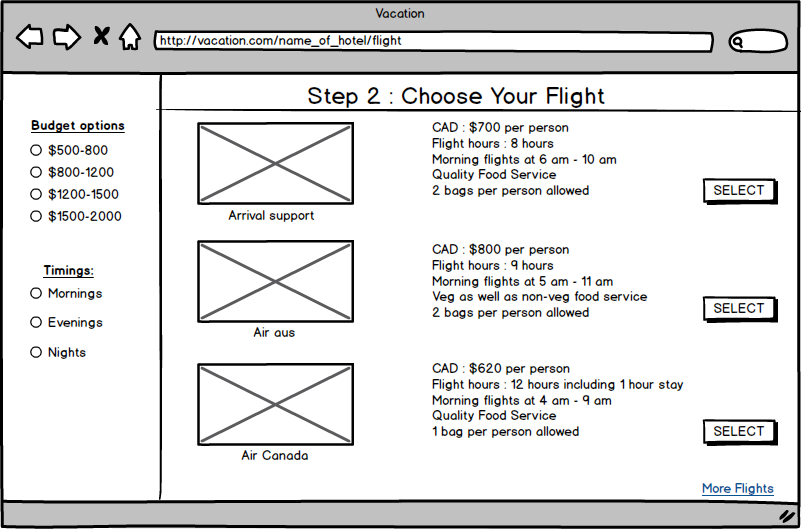 Vacation
http://vacation.com/name_of_hotel/flight
Step 2 : Choose Your Flight
Budget options
$500-800
$800-1200
$1200-1500
$1500-2000
Timings:
Mornings
Evenings
Nights
Arrival support
CAD : $700 per person
Flight hours : 8 hours
Morning flights at 6 am - 10 am
Quality Food Service
2 bags per person allowed
SELECT
Air aus
CAD : $800 per person
Flight hours : 9 hours
Morning flights at 5 am - 11 am
Veg as well as non-veg food service
2 bags per person allowed
SELECT
Air Canada
CAD : $620 per person
Flight hours : 12 hours including 1 hour stay
Morning flights at 4 am - 9 am
Quality Food Service
1 bag per person allowed
SELECT
More Flights